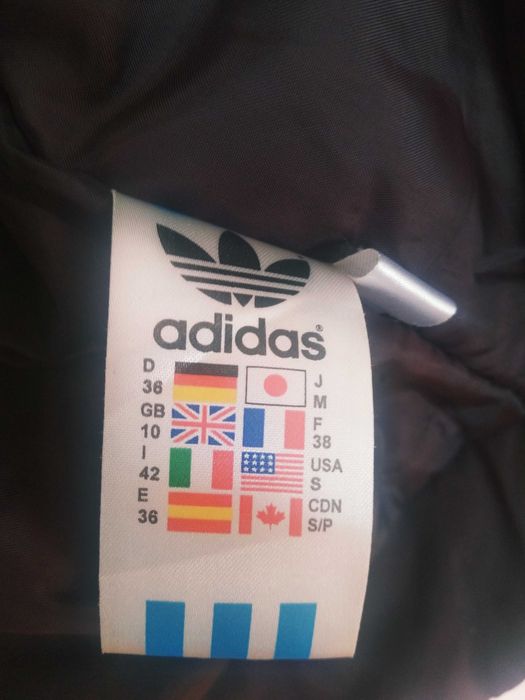 adidas®
D
36
J
M
GB
10
F
38
I
42
USA
S
E
36
CDN
S/P